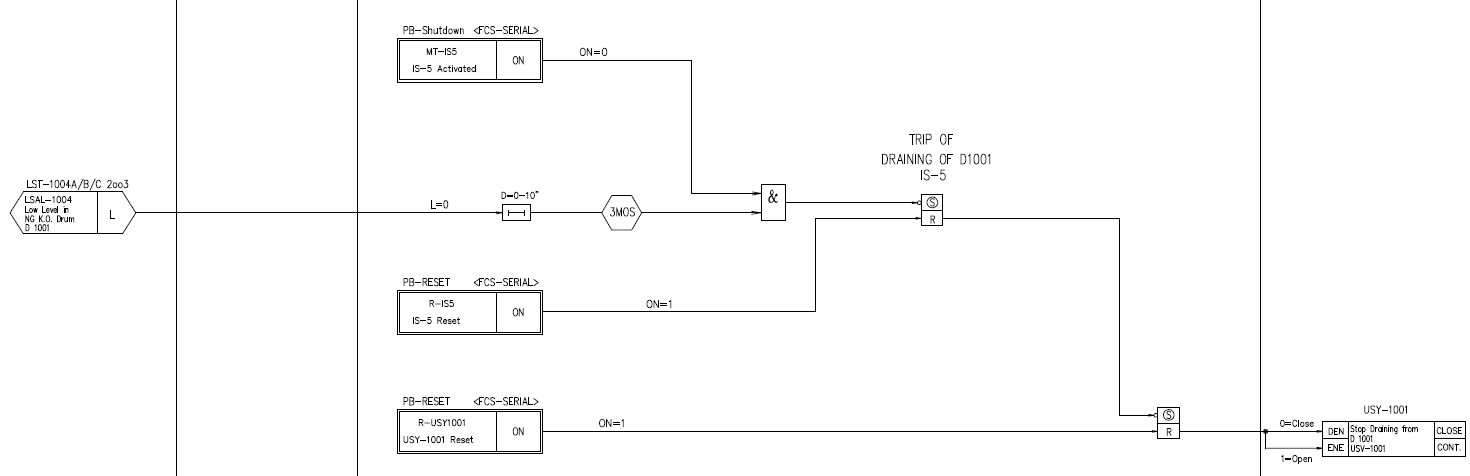 PB-Shutdown <FCS-SERIAL>
MT-IS5
IS-5 Activated
ON
ON=0
TRIP OF
DRAINING OF D1001
IS-5
LST-1004A/B/C 2oo3
LSAL-1004
Low Level in
NG K.O. Drum
D 1001
L
L=0
D-0-10"
3MOS
&
S
R
PB-RESET <FCS-SERIAL>
R-IS5
IS-5 Reset
ON
ON=1
PB-RESET <FCS-SERIAL>
R-USY1001
USY-1001 Reset
ON
ON=1
S
R
USY-1001
0=Close
DEN
ENE
Stop Draining from
D 1001
USV-1001
CLOSE
CONT.
1=Open